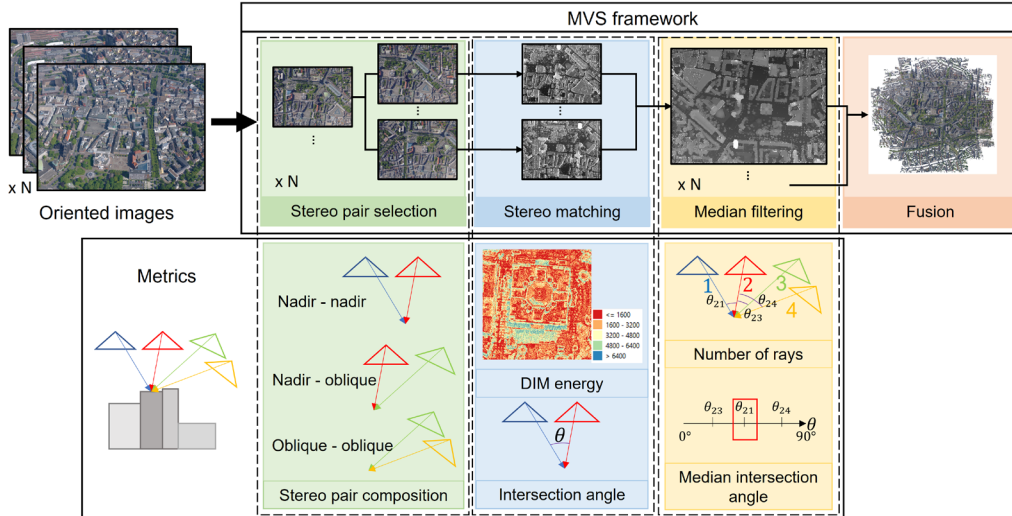 MVS framework
x N
Oriented images
⋮
x N
Stereo pair selection
⋮
⋮
Stereo matching
⋮
x N
Median filtering
Fusion
Metrics
Nadir - nadir
Nadir - oblique
Oblique - oblique
Stereo pair composition
<= 1600
1600 - 3200
3200 - 4800
4800 - 6400
> 6400
DIM energy
θ
Intersection angle
1 2 3
4
θ21 θ24
θ23
Number of rays
θ23 θ21 θ24
θ
0° 90°
Median intersection
angle